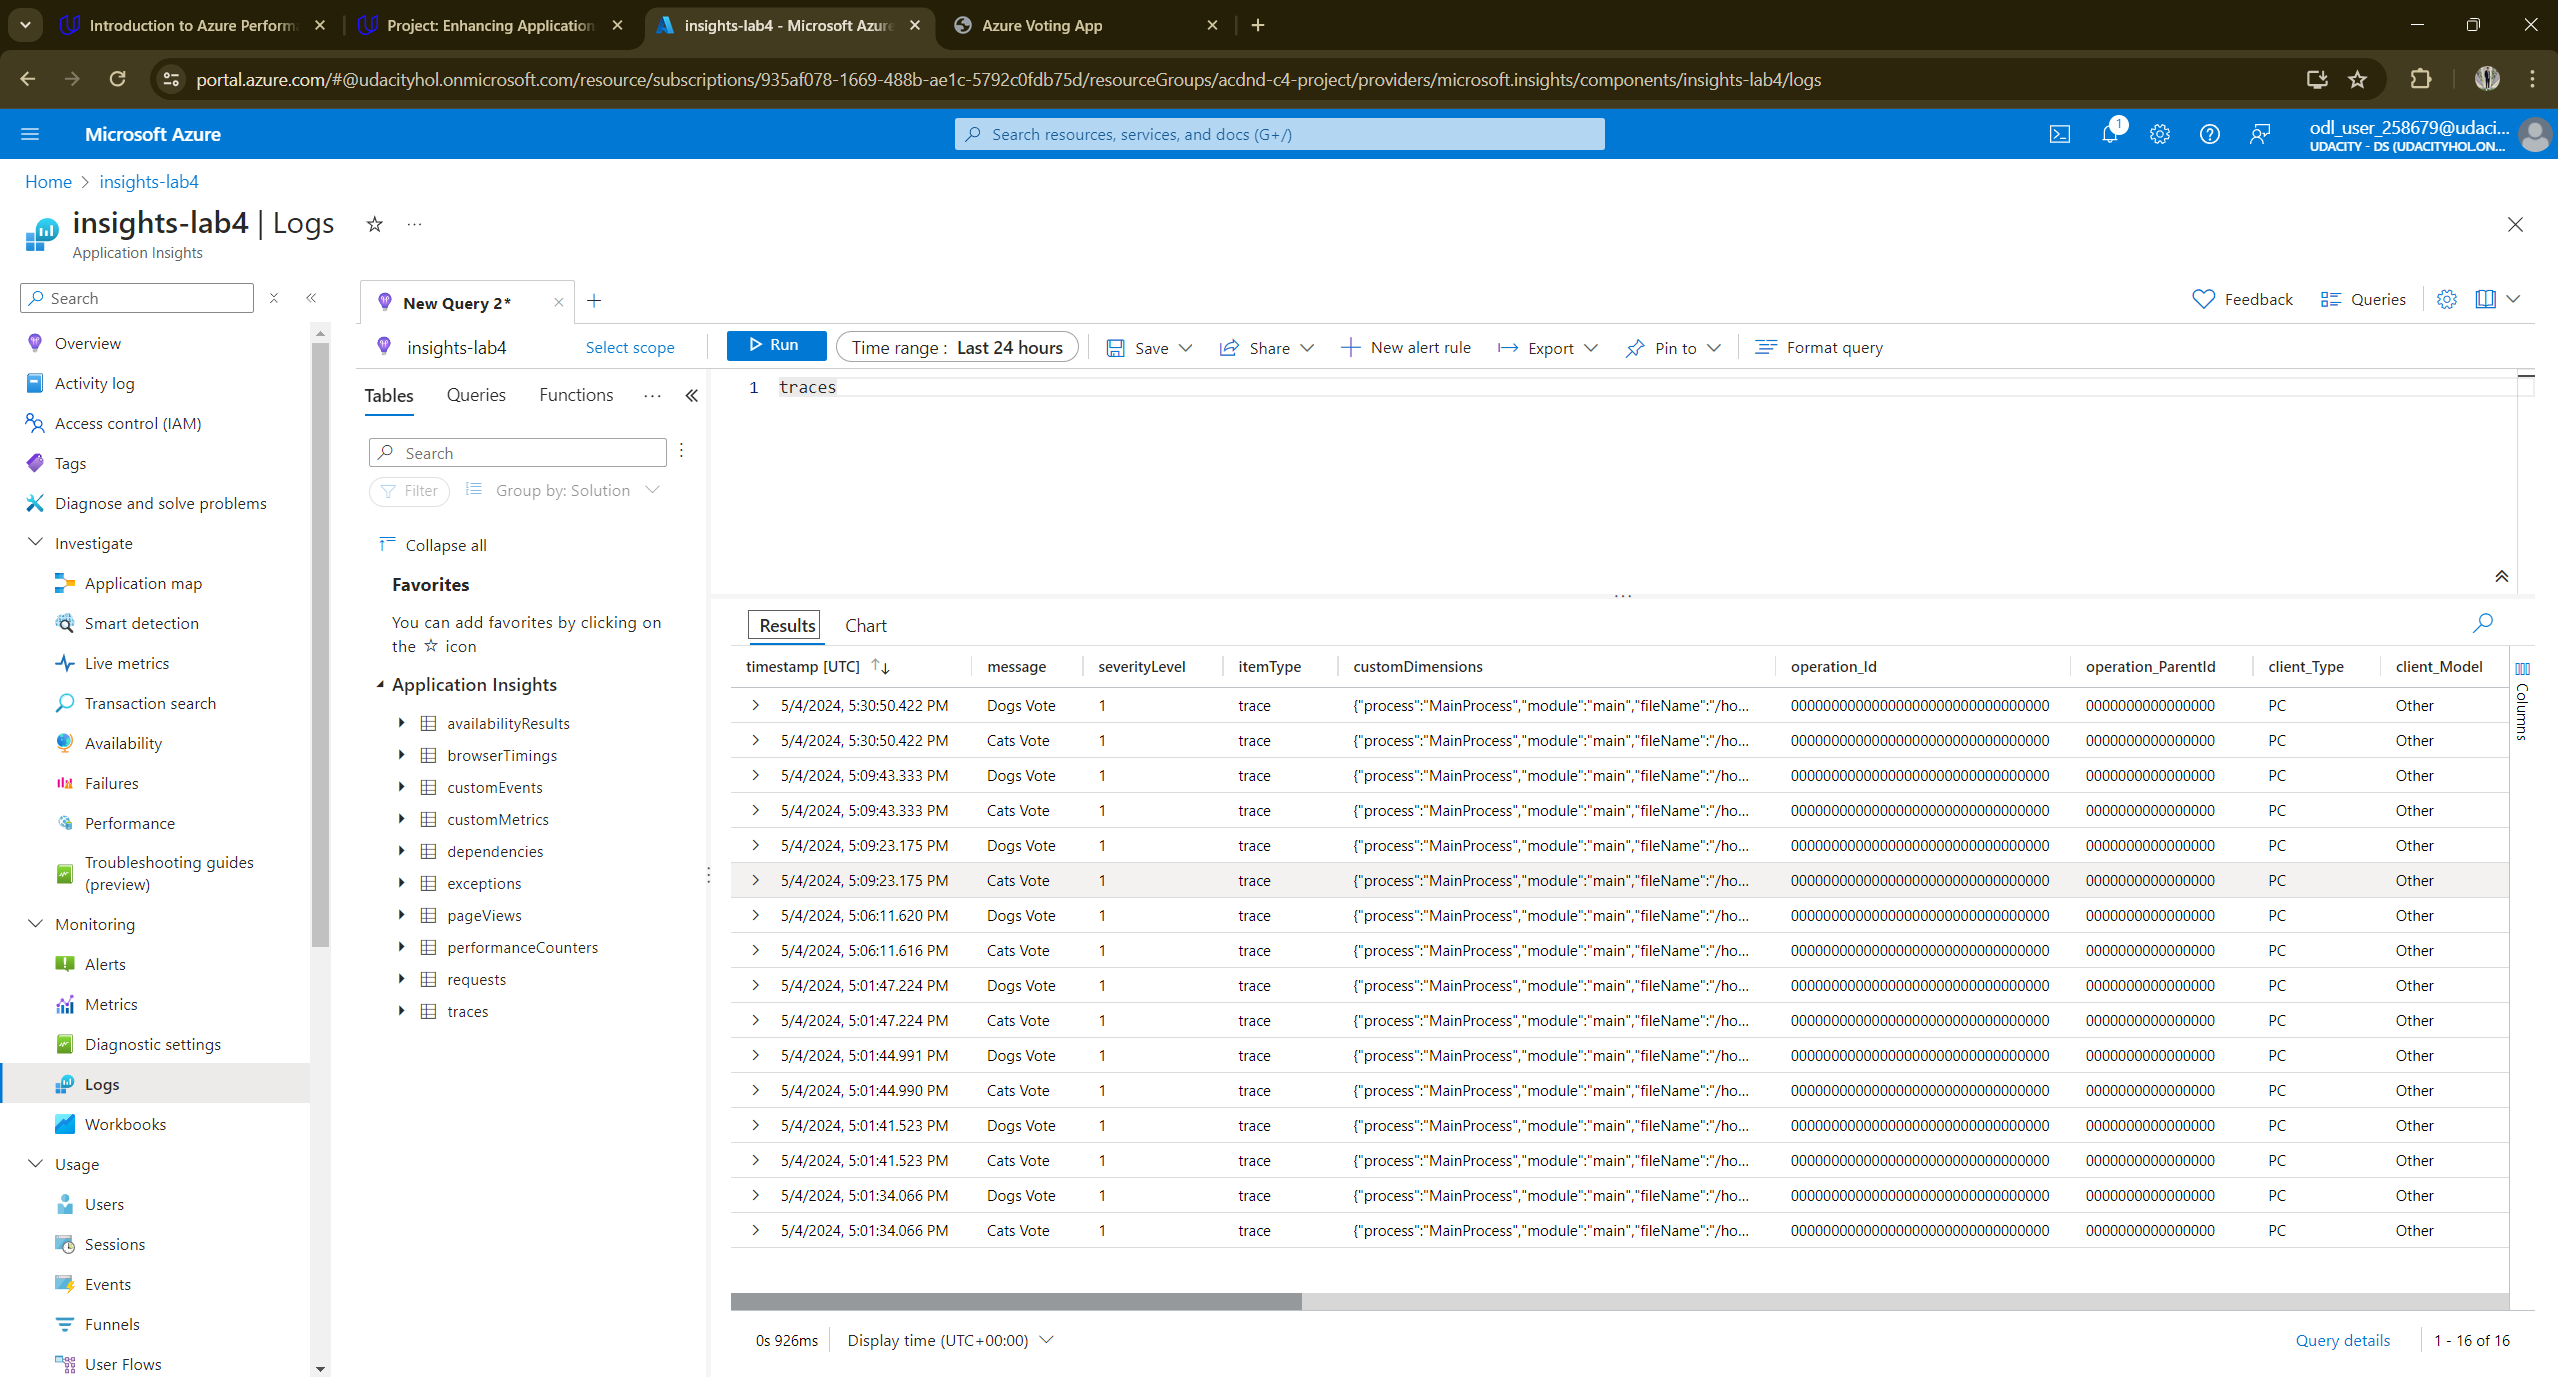 Introduction to Azure Perform
Project: Enhancing Application
insights-lab4 - Microsoft Azure
Azure Voting App
portal.azure.com/#@udacityhol.onmicrosoft.com/resource/subscriptions/935af078-1669-488b-ae1c-5792c0fdb75d/resourceGroups/acdnd-c4-project/providers/microsoft.insights/components/insights-lab4/logs
Microsoft Azure
Search resources, services, and docs (G+/)
1
odl_user_258679@udaci...
UDACITY - DS (UDACITYHOL.ON...
Home > insights-lab4
insights-lab4 | Logs
Application Insights
Search
Overview
Activity log
Access control (IAM)
Tags
Diagnose and solve problems
Investigate
Application map
Smart detection
Live metrics
Transaction search
Availability
Failures
Performance
Troubleshooting guides
(preview)
Monitoring
Alerts
Metrics
Diagnostic settings
Logs
Workbooks
Usage
Users
Sessions
Events
Funnels
User Flows
New Query 2*
Feedback
Queries
insights-lab4
Select scope
Run
Time range : Last 24 hours
Save
Share
New alert rule
Export
Pin to
Format query
Tables
Queries
Functions
Search
Filter
Group by: Solution
Collapse all
Favorites
You can add favorites by clicking on
the ☆ icon
Application Insights
availabilityResults
browserTimings
customEvents
customMetrics
dependencies
exceptions
pageViews
performanceCounters
requests
traces
1 traces
Results
Chart
timestamp [UTC] message severityLevel itemType customDimensions operation_Id operation_ParentId client_Type client_Model
Columns
5/4/2024, 5:30:50.422 PM Dogs Vote 1 trace {"process":"MainProcess","module":"main","fileName":"/ho... 00000000000000000000000000000000 0000000000000000 PC Other
5/4/2024, 5:30:50.422 PM Cats Vote 1 trace {"process":"MainProcess","module":"main","fileName":"/ho... 00000000000000000000000000000000 0000000000000000 PC Other
5/4/2024, 5:09:43.333 PM Dogs Vote 1 trace {"process":"MainProcess","module":"main","fileName":"/ho... 00000000000000000000000000000000 0000000000000000 PC Other
5/4/2024, 5:09:43.333 PM Cats Vote 1 trace {"process":"MainProcess","module":"main","fileName":"/ho... 00000000000000000000000000000000 0000000000000000 PC Other
5/4/2024, 5:09:23.175 PM Dogs Vote 1 trace {"process":"MainProcess","module":"main","fileName":"/ho... 00000000000000000000000000000000 0000000000000000 PC Other
5/4/2024, 5:09:23.175 PM Cats Vote 1 trace {"process":"MainProcess","module":"main","fileName":"/ho... 00000000000000000000000000000000 0000000000000000 PC Other
5/4/2024, 5:06:11.620 PM Dogs Vote 1 trace {"process":"MainProcess","module":"main","fileName":"/ho... 00000000000000000000000000000000 0000000000000000 PC Other
5/4/2024, 5:06:11.616 PM Cats Vote 1 trace {"process":"MainProcess","module":"main","fileName":"/ho... 00000000000000000000000000000000 0000000000000000 PC Other
5/4/2024, 5:01:47.224 PM Dogs Vote 1 trace {"process":"MainProcess","module":"main","fileName":"/ho... 00000000000000000000000000000000 0000000000000000 PC Other
5/4/2024, 5:01:47.224 PM Cats Vote 1 trace {"process":"MainProcess","module":"main","fileName":"/ho... 00000000000000000000000000000000 0000000000000000 PC Other
5/4/2024, 5:01:44.991 PM Dogs Vote 1 trace {"process":"MainProcess","module":"main","fileName":"/ho... 00000000000000000000000000000000 0000000000000000 PC Other
5/4/2024, 5:01:44.990 PM Cats Vote 1 trace {"process":"MainProcess","module":"main","fileName":"/ho... 00000000000000000000000000000000 0000000000000000 PC Other
5/4/2024, 5:01:41.523 PM Dogs Vote 1 trace {"process":"MainProcess","module":"main","fileName":"/ho... 00000000000000000000000000000000 0000000000000000 PC Other
5/4/2024, 5:01:41.523 PM Cats Vote 1 trace {"process":"MainProcess","module":"main","fileName":"/ho... 00000000000000000000000000000000 0000000000000000 PC Other
5/4/2024, 5:01:34.066 PM Dogs Vote 1 trace {"process":"MainProcess","module":"main","fileName":"/ho... 00000000000000000000000000000000 0000000000000000 PC Other
5/4/2024, 5:01:34.066 PM Cats Vote 1 trace {"process":"MainProcess","module":"main","fileName":"/ho... 00000000000000000000000000000000 0000000000000000 PC Other
0s 926ms
Display time (UTC+00:00)
Query details
1 - 16 of 16